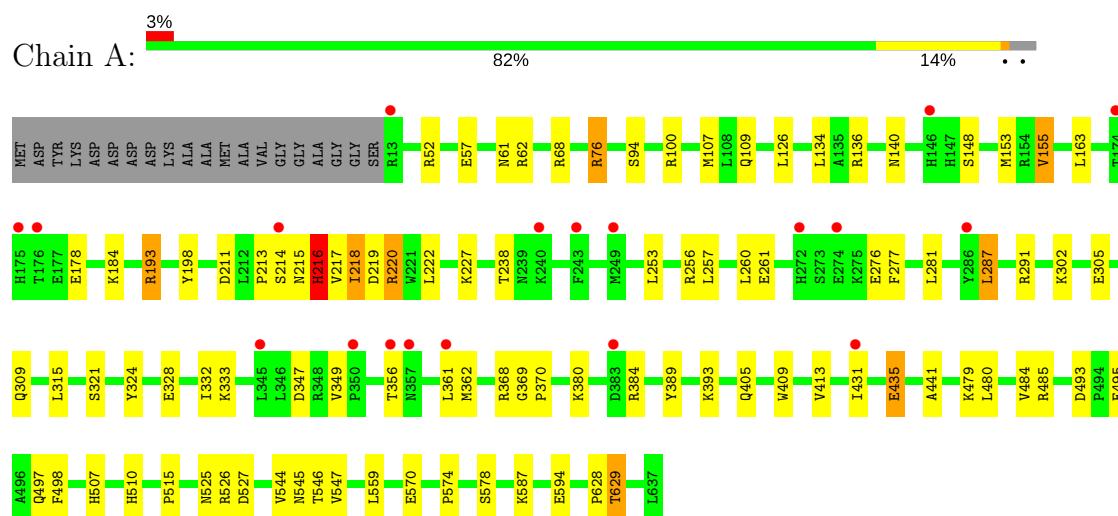 3%
Chain A:
82% 14% • •
MET ASP TYR LYS ASP ASP ASP ASP LYS ALA ALA MET ALA VAL GLY GLY ALA GLY GLY SER R13 R52 E57 N61 R62 R68 R76 S94 R100 M107 L108 Q109 L126 L134 A135 R136 N140 H146 H147 S148 M153 R154 V155 L163 T174
H175 T176 E177 E178 K184 R193 Y198 D211 L212 P213 S214 N215 H216 V217 I218 D219 R220 W221 L222 K227 T238 N239 K240 F243 M249 L253 R256 L257 L260 E261 H272 S273 E274 K275 E276 F277 L281 Y286 L287 R291 K302 E305
Q309 L315 S321 Y324 E328 I332 K333 L345 L346 D347 R348 V349 P350 T356 N357 L361 M362 R368 G369 P370 K380 D383 R384 Y389 K393 Q405 W409 V413 I431 E435 A441 K479 L480 V484 R485 D493 P494 E495
A496 Q497 F498 H507 H510 P515 N525 R526 D527 V544 N545 T546 V547 L559 E570 P574 S578 K587 E594 P628 T629 L637